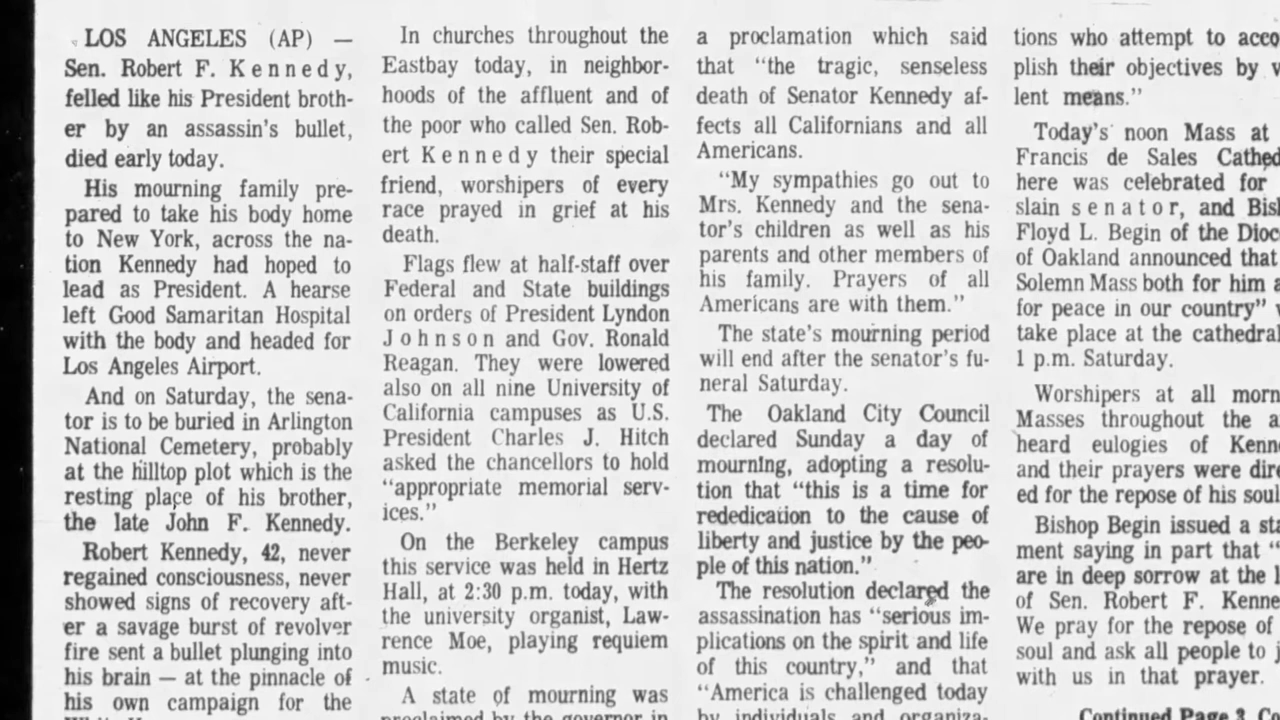 LOS ANGELES (AP) —
Sen. Robert F. Kennedy,
felled like his President broth-
er by an assassin's bullet,
died early today.
His mourning family pre-
pared to take his body home
to New York, across the na-
tion Kennedy had hoped to
lead as President. A hearse
left Good Samaritan Hospital
with the body and headed for
Los Angeles Airport.
And on Saturday, the sena-
tor is to be buried in Arlington
National Cemetery, probably
at the hilltop plot which is the
resting place of his brother,
the late John F. Kennedy.
Robert Kennedy, 42, never
regained consciousness, never
showed signs of recovery aft-
er a savage burst of revolver
fire sent a bullet plunging into
his brain — at the pinnacle of
his own campaign for the
In churches throughout the
Eastbay today, in neighbor-
hoods of the affluent and of
the poor who called Sen. Rob-
ert Kennedy their special
friend, worshipers of every
race prayed in grief at his
death.
Flags flew at half-staff over
Federal and State buildings
on orders of President Lyndon
Johnson and Gov. Ronald
Reagan. They were lowered
also on all nine University of
California campuses as U.S.
President Charles J. Hitch
asked the chancellors to hold
"appropriate memorial serv-
ices."
On the Berkeley campus
this service was held in Hertz
Hall, at 2:30 p.m. today, with
the university organist, Law-
rence Moe, playing requiem
music.
A state of mourning was
proclaimed by the governor in
a proclamation which said
that "the tragic, senseless
death of Senator Kennedy af-
fects all Californians and all
Americans.
"My sympathies go out to
Mrs. Kennedy and the sena-
tor's children as well as his
parents and other members of
his family. Prayers of all
Americans are with them."
The state's mourning period
will end after the senator's fu-
neral Saturday.
The Oakland City Council
declared Sunday a day of
mourning, adopting a resolu-
tion that "this is a time for
rededication to the cause of
liberty and justice by the peo-
ple of this nation."
The resolution declared the
assassination has "serious im-
plications on the spirit and life
of this country," and that
"America is challenged today
by individuals and organiza-
tions who attempt to acco
plish their objectives by v
lent means."
Today's noon Mass at
Francis de Sales Cathed
here was celebrated for
slain senator, and Bis
Floyd L. Begin of the Dioc
of Oakland announced that
Solemn Mass both for him a
for peace in our country"
take place at the cathedral
1 p.m. Saturday.
Worshipers at all morn
Masses throughout the a
heard eulogies of Kenn
and their prayers were dire
ed for the repose of his soul
Bishop Begin issued a sta
ment saying in part that "
are in deep sorrow at the l
of Sen. Robert F. Kenne
We pray for the repose of
soul and ask all people to j
with us in that prayer.
Continued Page 3, Co